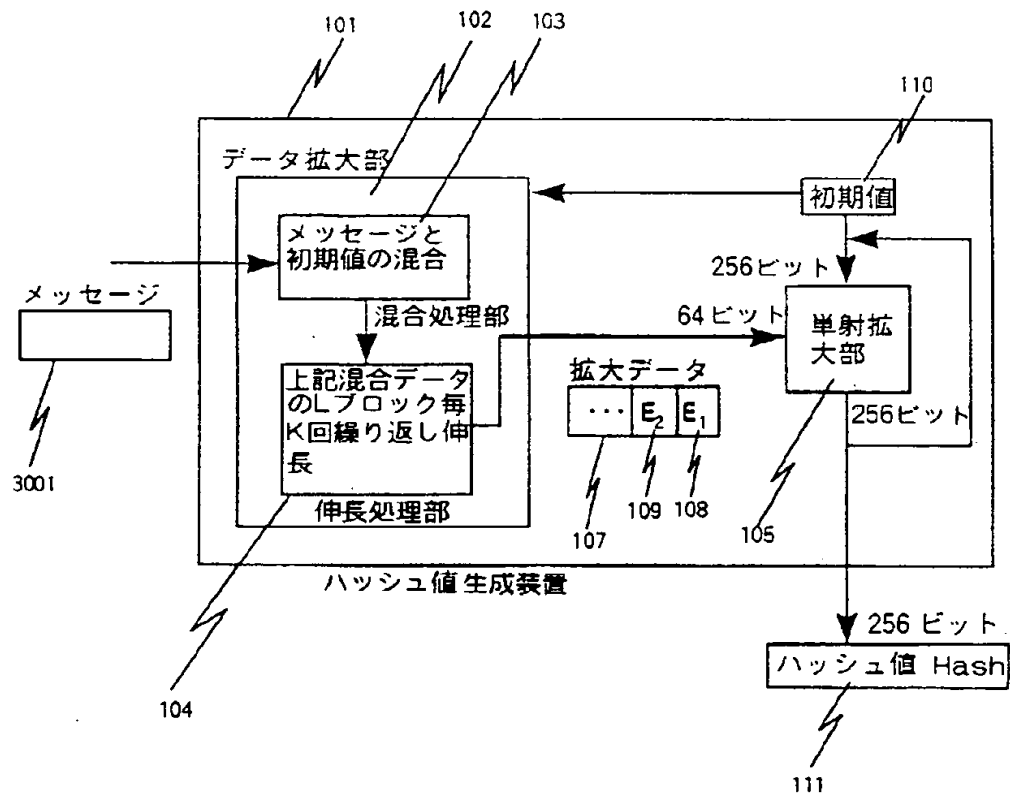 101
102
103
110
データ拡大部
初期値
メッセージと
初期値の混合
256ビット
メッセージ
混合処理部
64ビット
単射拡
大部
上記混合データ
のLブロック毎
K回繰り返し伸
長
拡大データ
… E2 E1
256ビット
3001
伸長処理部
107
109
108
105
ハッシュ値生成装置
256 ビット
ハッシュ値 Hash
104
111